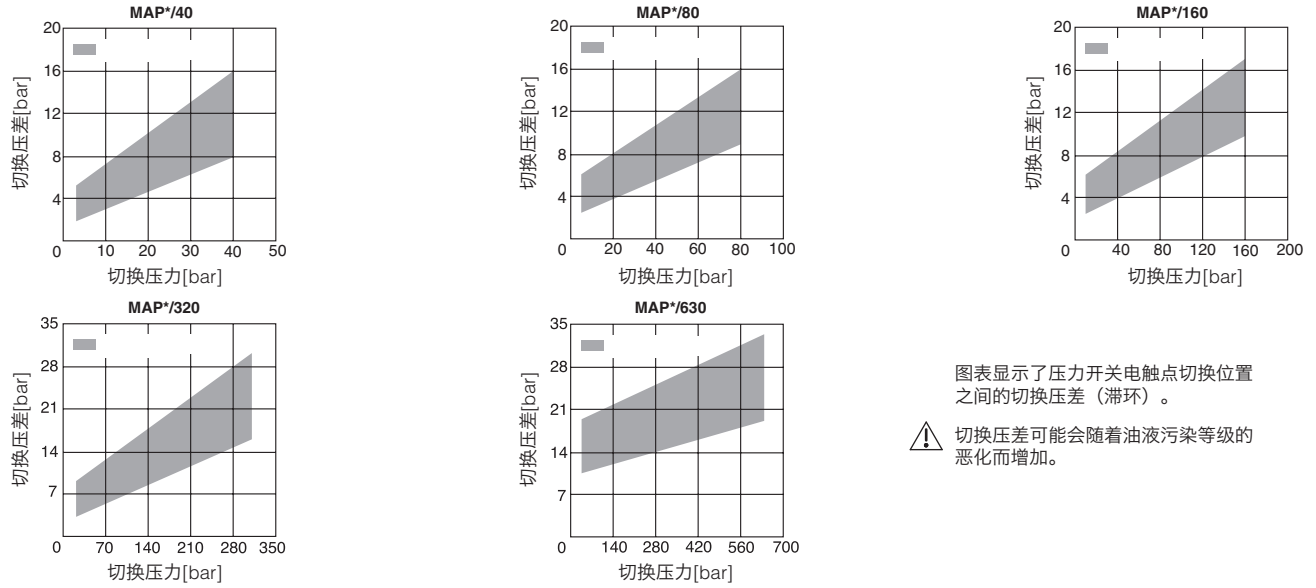 MAP*/40
20
16
12
8
4
0 10 20 30 40 50
切换压差[bar]
切换压力[bar]
MAP*/80
20
16
12
8
4
0 20 40 60 80 100
切换压差[bar]
切换压力[bar]
MAP*/160
20
16
12
8
4
0 40 80 120 160 200
切换压差[bar]
切换压力[bar]
MAP*/320
35
28
21
14
7
0 70 140 210 280 350
切换压差[bar]
切换压力[bar]
MAP*/630
35
28
21
14
7
0 140 280 420 560 700
切换压差[bar]
切换压力[bar]
图表显示了压力开关电触点切换位置
之间的切换压差（滞环）。
切换压差可能会随着油液污染等级的
恶化而增加。